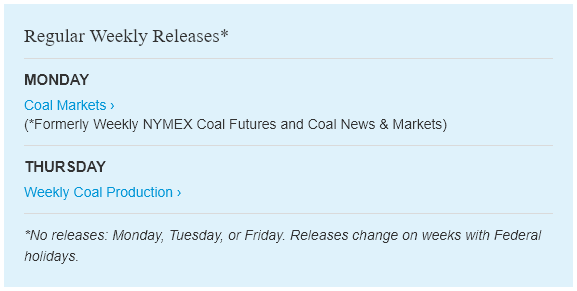 Regular Weekly Releases*
MONDAY
Coal Markets ›
(*Formerly Weekly NYMEX Coal Futures and Coal News & Markets)
THURSDAY
Weekly Coal Production ›
*No releases: Monday, Tuesday, or Friday. Releases change on weeks with Federal
holidays.